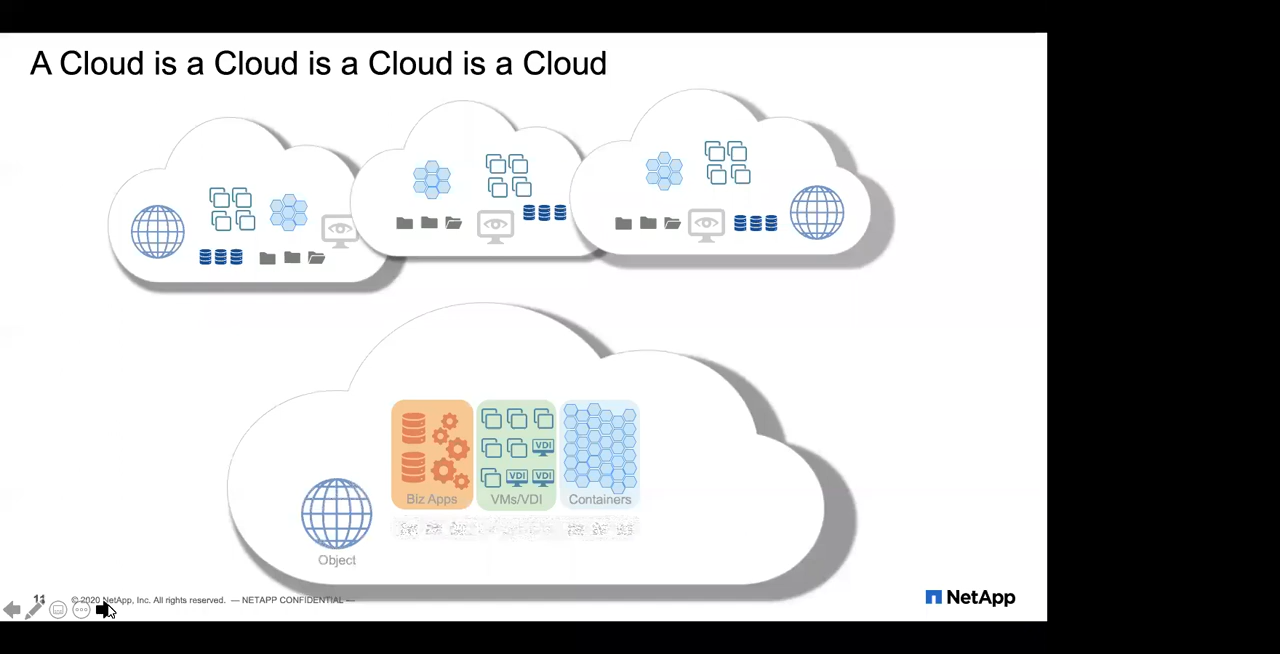 A Cloud is a Cloud is a Cloud is a Cloud
VDI
VDI VDI
Biz Apps VMs/VDI Containers
Object
11 © 2020 NetApp, Inc. All rights reserved. — NETAPP CONFIDENTIAL —
NetApp